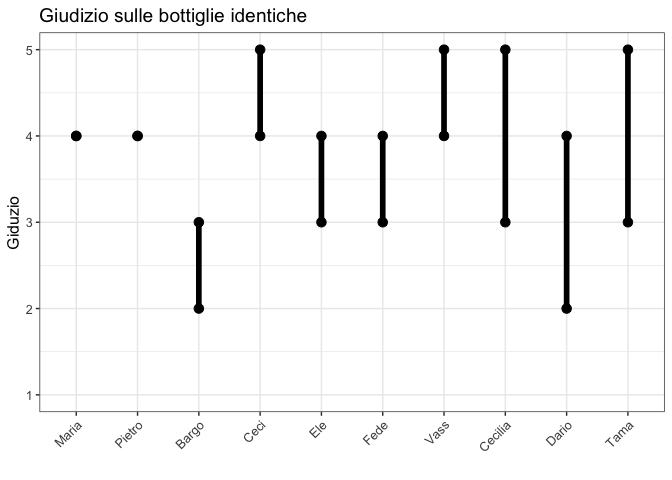 Giudizio sulle bottiglie identiche
Giduzio
5
4
3
2
1
Maria
Pietro
Bargo
Ceci
Ele
Fede
Vass
Cecilia
Dario
Tama